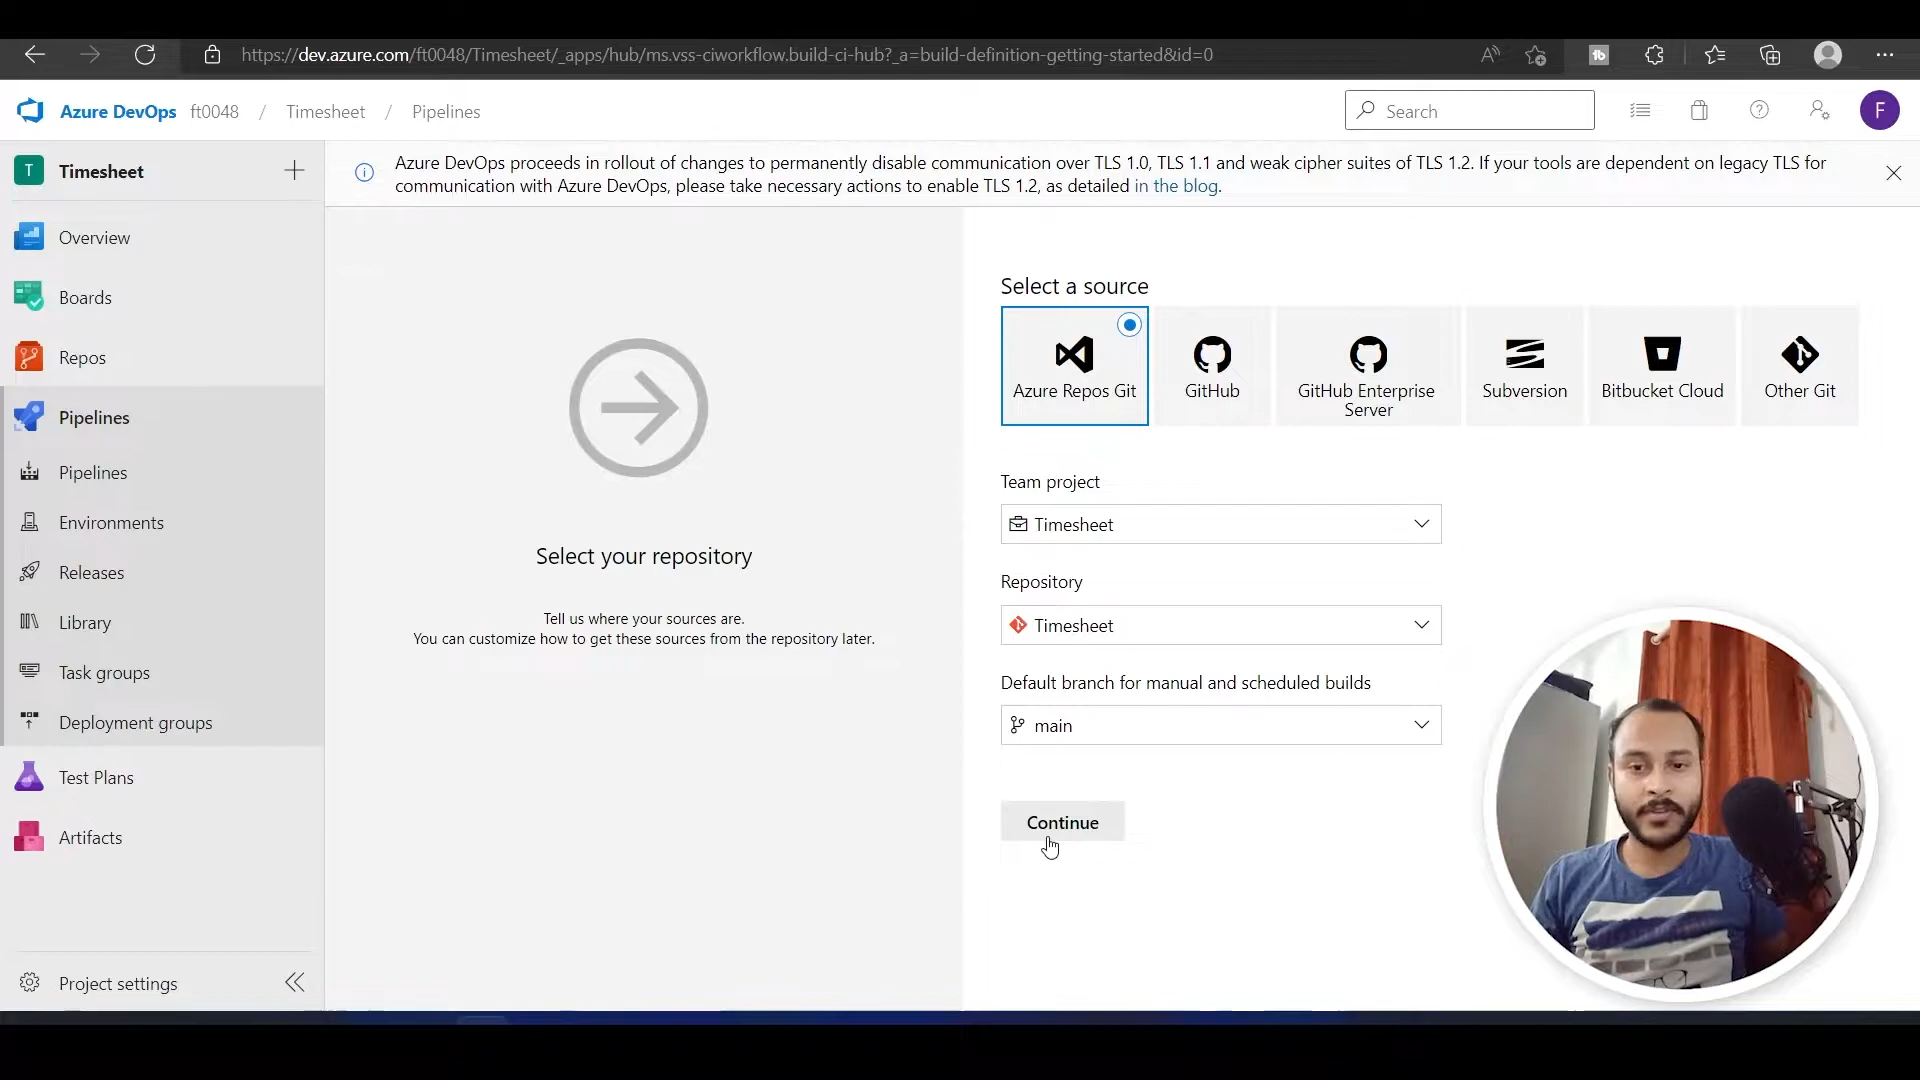 https://dev.azure.com/ft0048/Timesheet/_apps/hub/ms.vss-ciworkflow.build-ci-hub?_a=build-definition-getting-started&id=0
Azure DevOps ft0048 / Timesheet / Pipelines
Search
F
T Timesheet
Azure DevOps proceeds in rollout of changes to permanently disable communication over TLS 1.0, TLS 1.1 and weak cipher suites of TLS 1.2. If your tools are dependent on legacy TLS for
communication with Azure DevOps, please take necessary actions to enable TLS 1.2, as detailed in the blog.
Overview
Boards
Repos
Pipelines
Pipelines
Environments
Releases
Library
Task groups
Deployment groups
Test Plans
Artifacts
Project settings
Select your repository
Tell us where your sources are.
You can customize how to get these sources from the repository later.
Select a source
Azure Repos Git
GitHub
GitHub Enterprise
Server
Subversion
Bitbucket Cloud
Other Git
Team project
Timesheet
Repository
Timesheet
Default branch for manual and scheduled builds
main
Continue